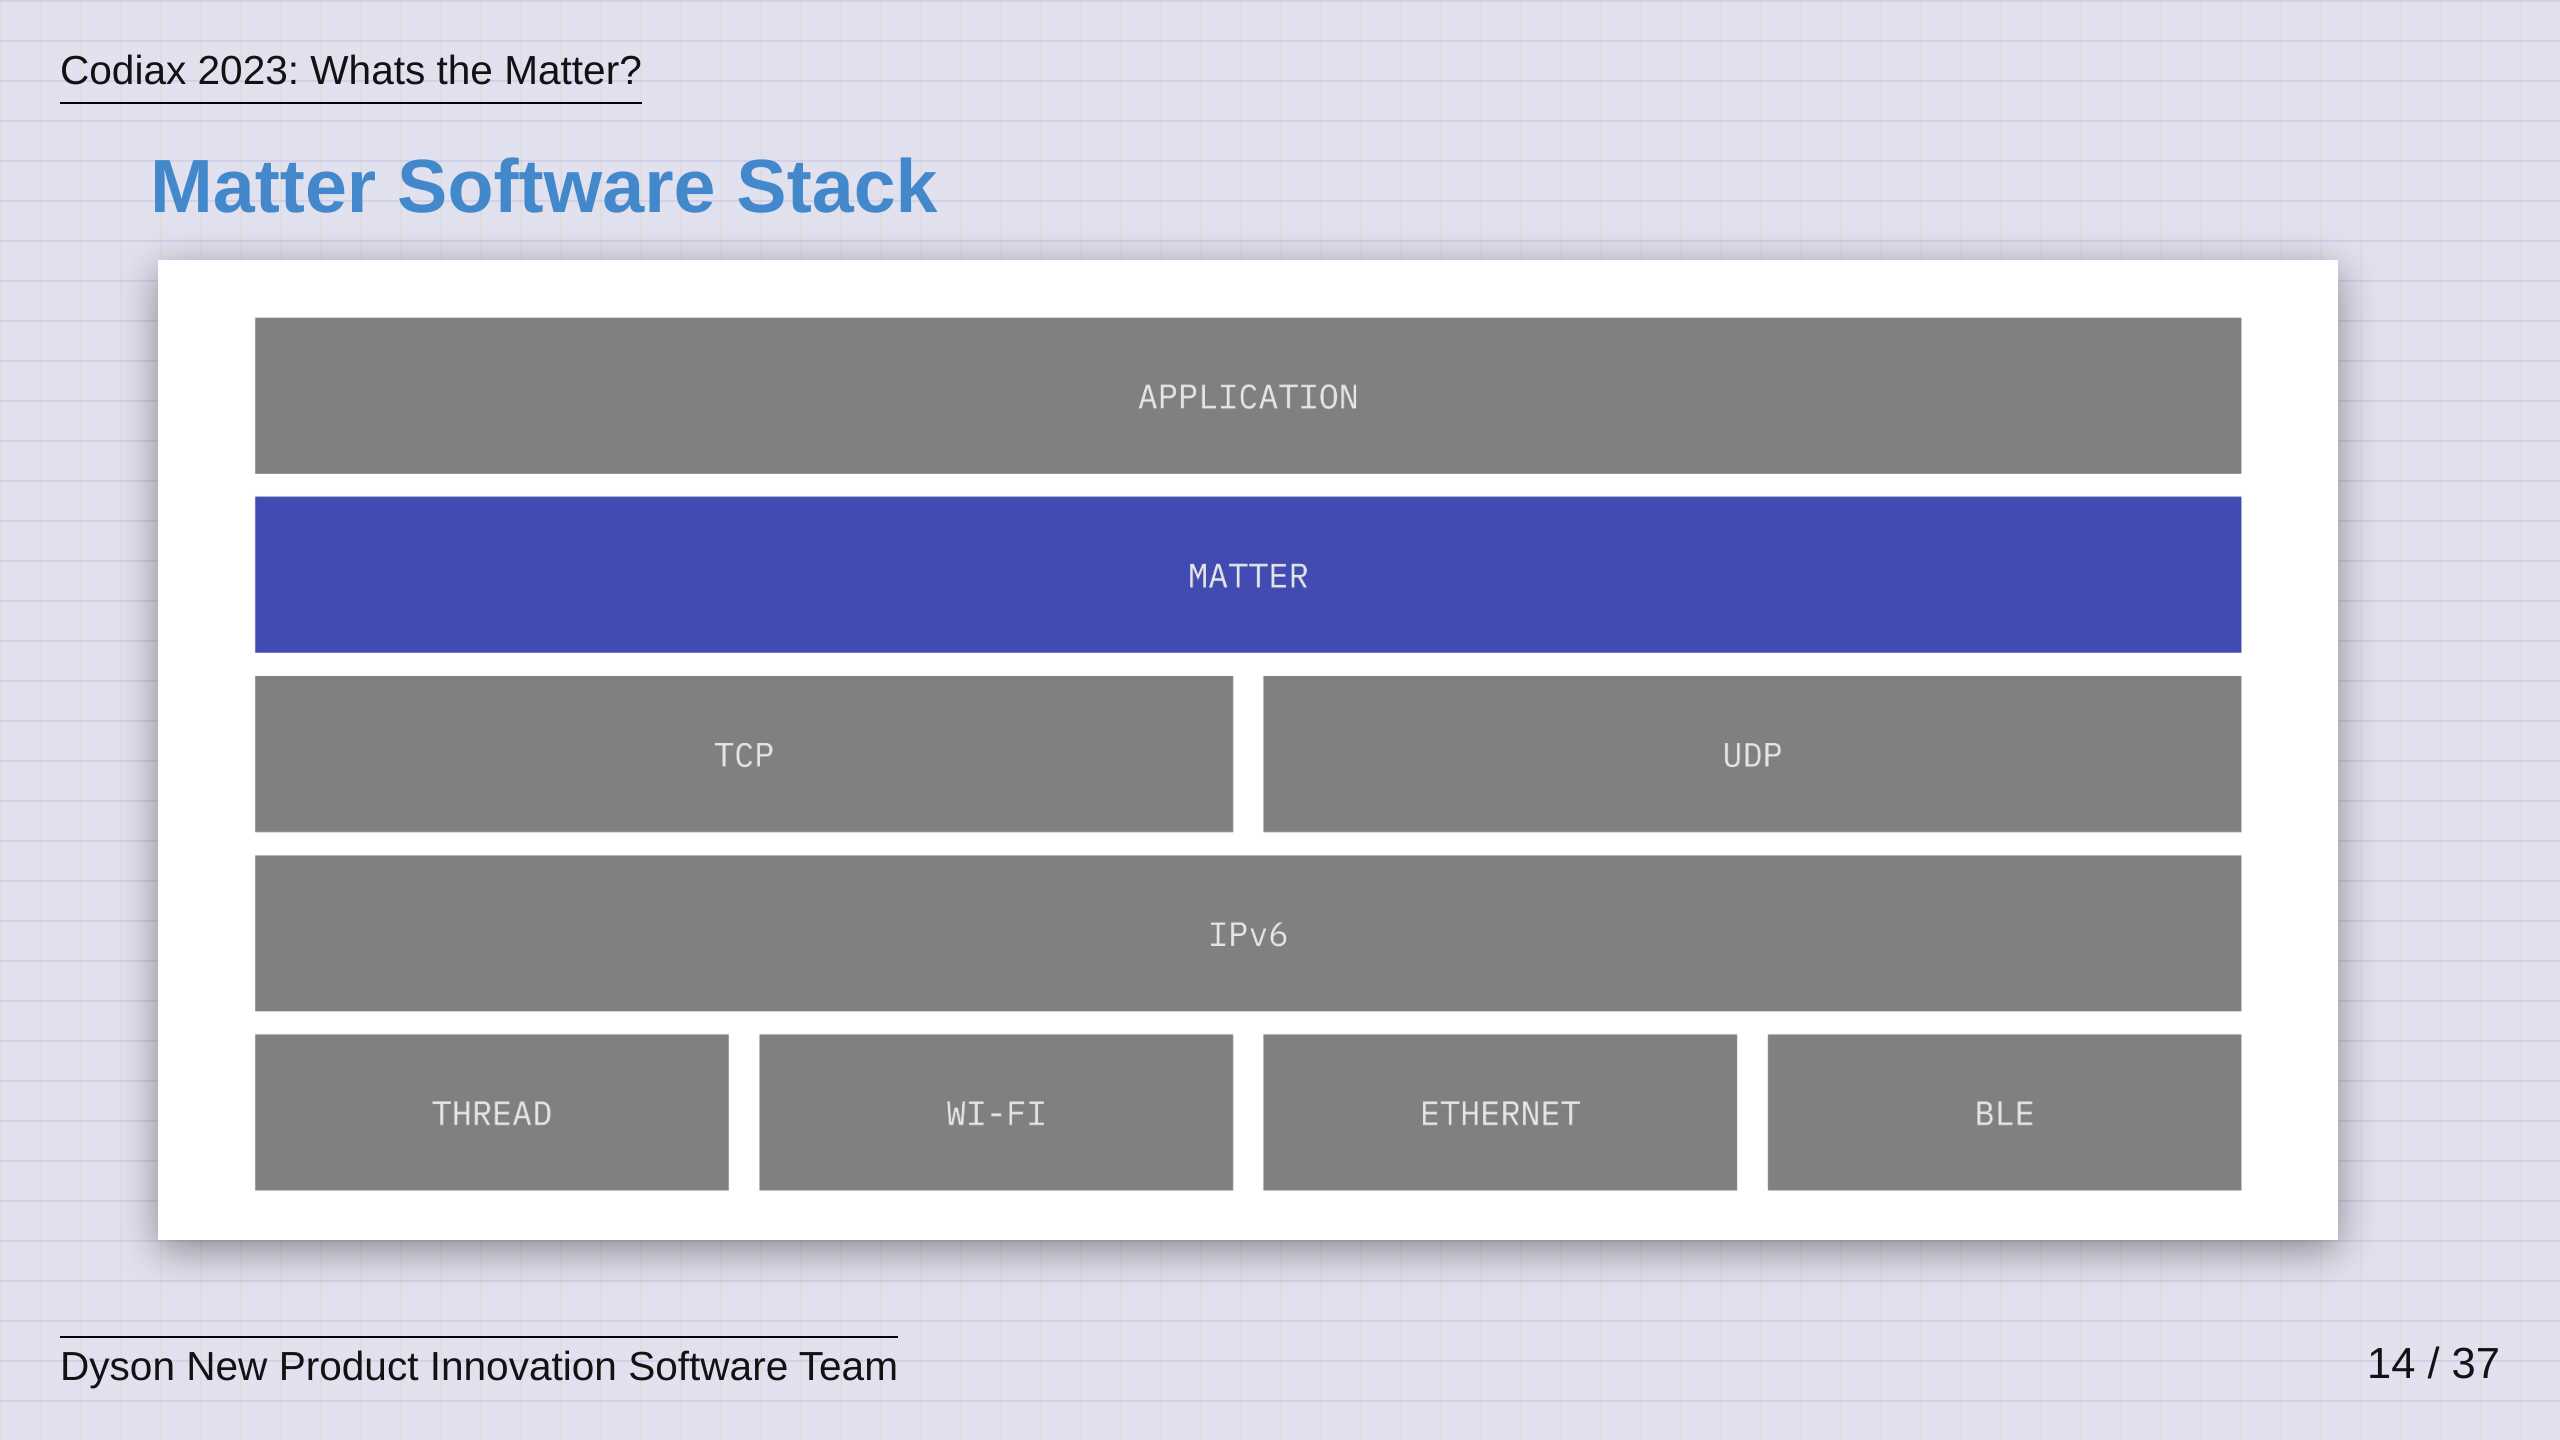 Codiax 2023: Whats the Matter?
Matter Software Stack
APPLICATION
MATTER
TCP UDP
IPv6
THREAD WI-FI ETHERNET BLE
Dyson New Product Innovation Software Team
14 / 37